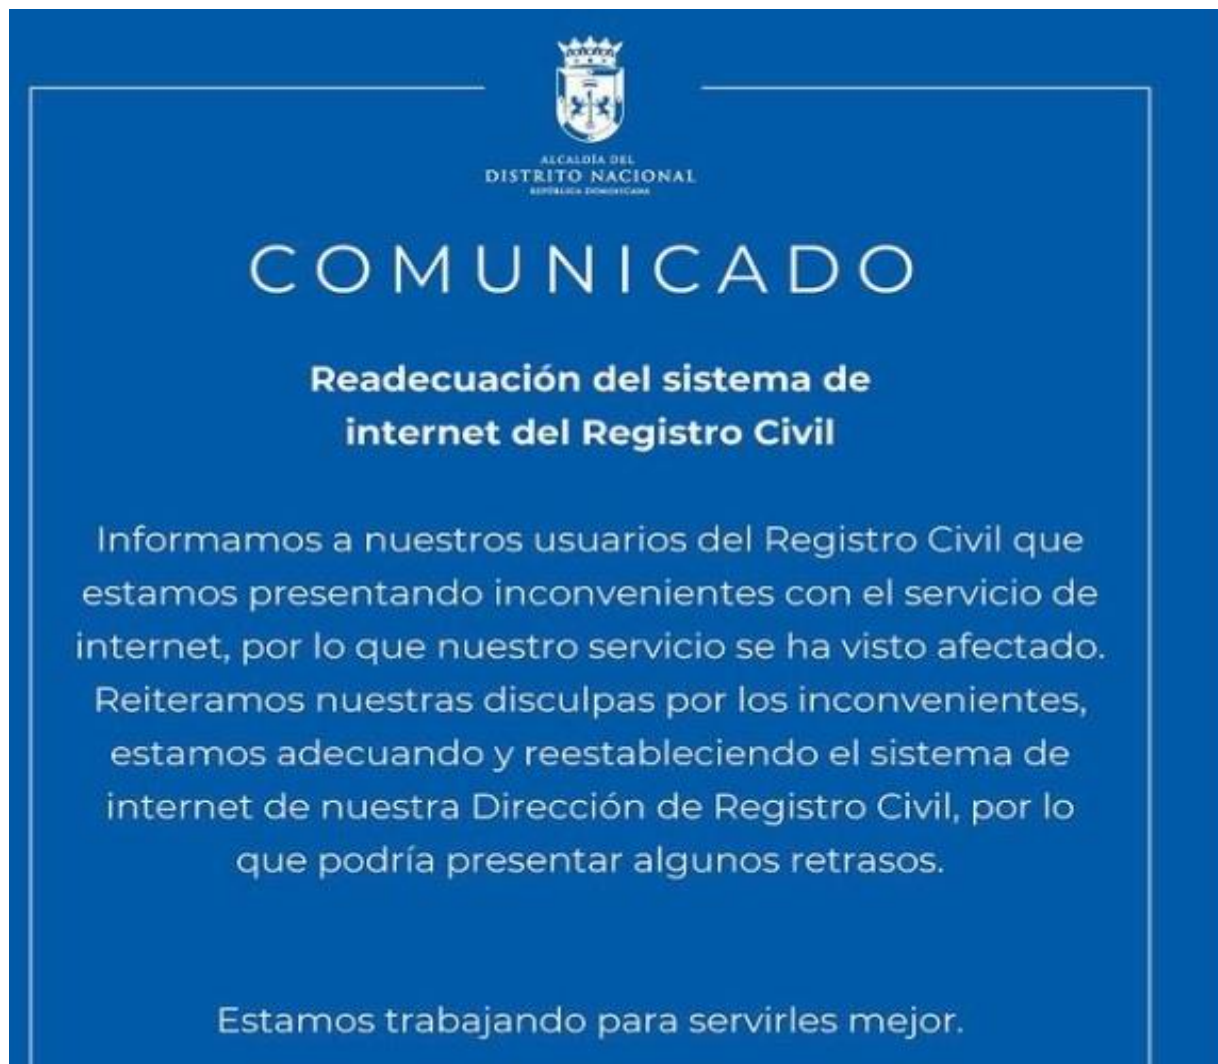 ALCALDÍA DEL
DISTRITO NACIONAL
REPÚBLICA DOMINICANA
COMUNICADO
Readecuación del sistema de
internet del Registro Civil
Informamos a nuestros usuarios del Registro Civil que
estamos presentando inconvenientes con el servicio de
internet, por lo que nuestro servicio se ha visto afectado.
Reiteramos nuestras disculpas por los inconvenientes,
estamos adecuando y reestableciendo el sistema de
internet de nuestra Dirección de Registro Civil, por lo
que podría presentar algunos retrasos.
Estamos trabajando para servirles mejor.